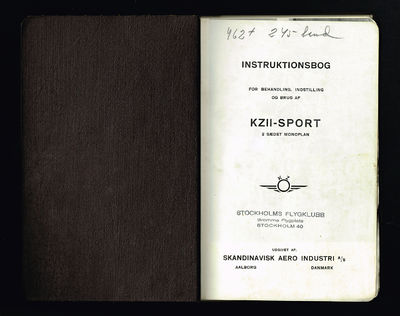 462+ 245-
INSTRUKTIONSBOG
FOR BEHANDLING, INDSTILLING
OG BRUG AF
KZII-SPORT
2 SÆDET MONOPLAN
STOCKHOLMS FLYGKLUBB
Bromma Flygplats
STOCKHOLM 40
UDGIVET AF:
SKANDINAVISK AERO INDUSTRI A/S
AALBORG DANMARK